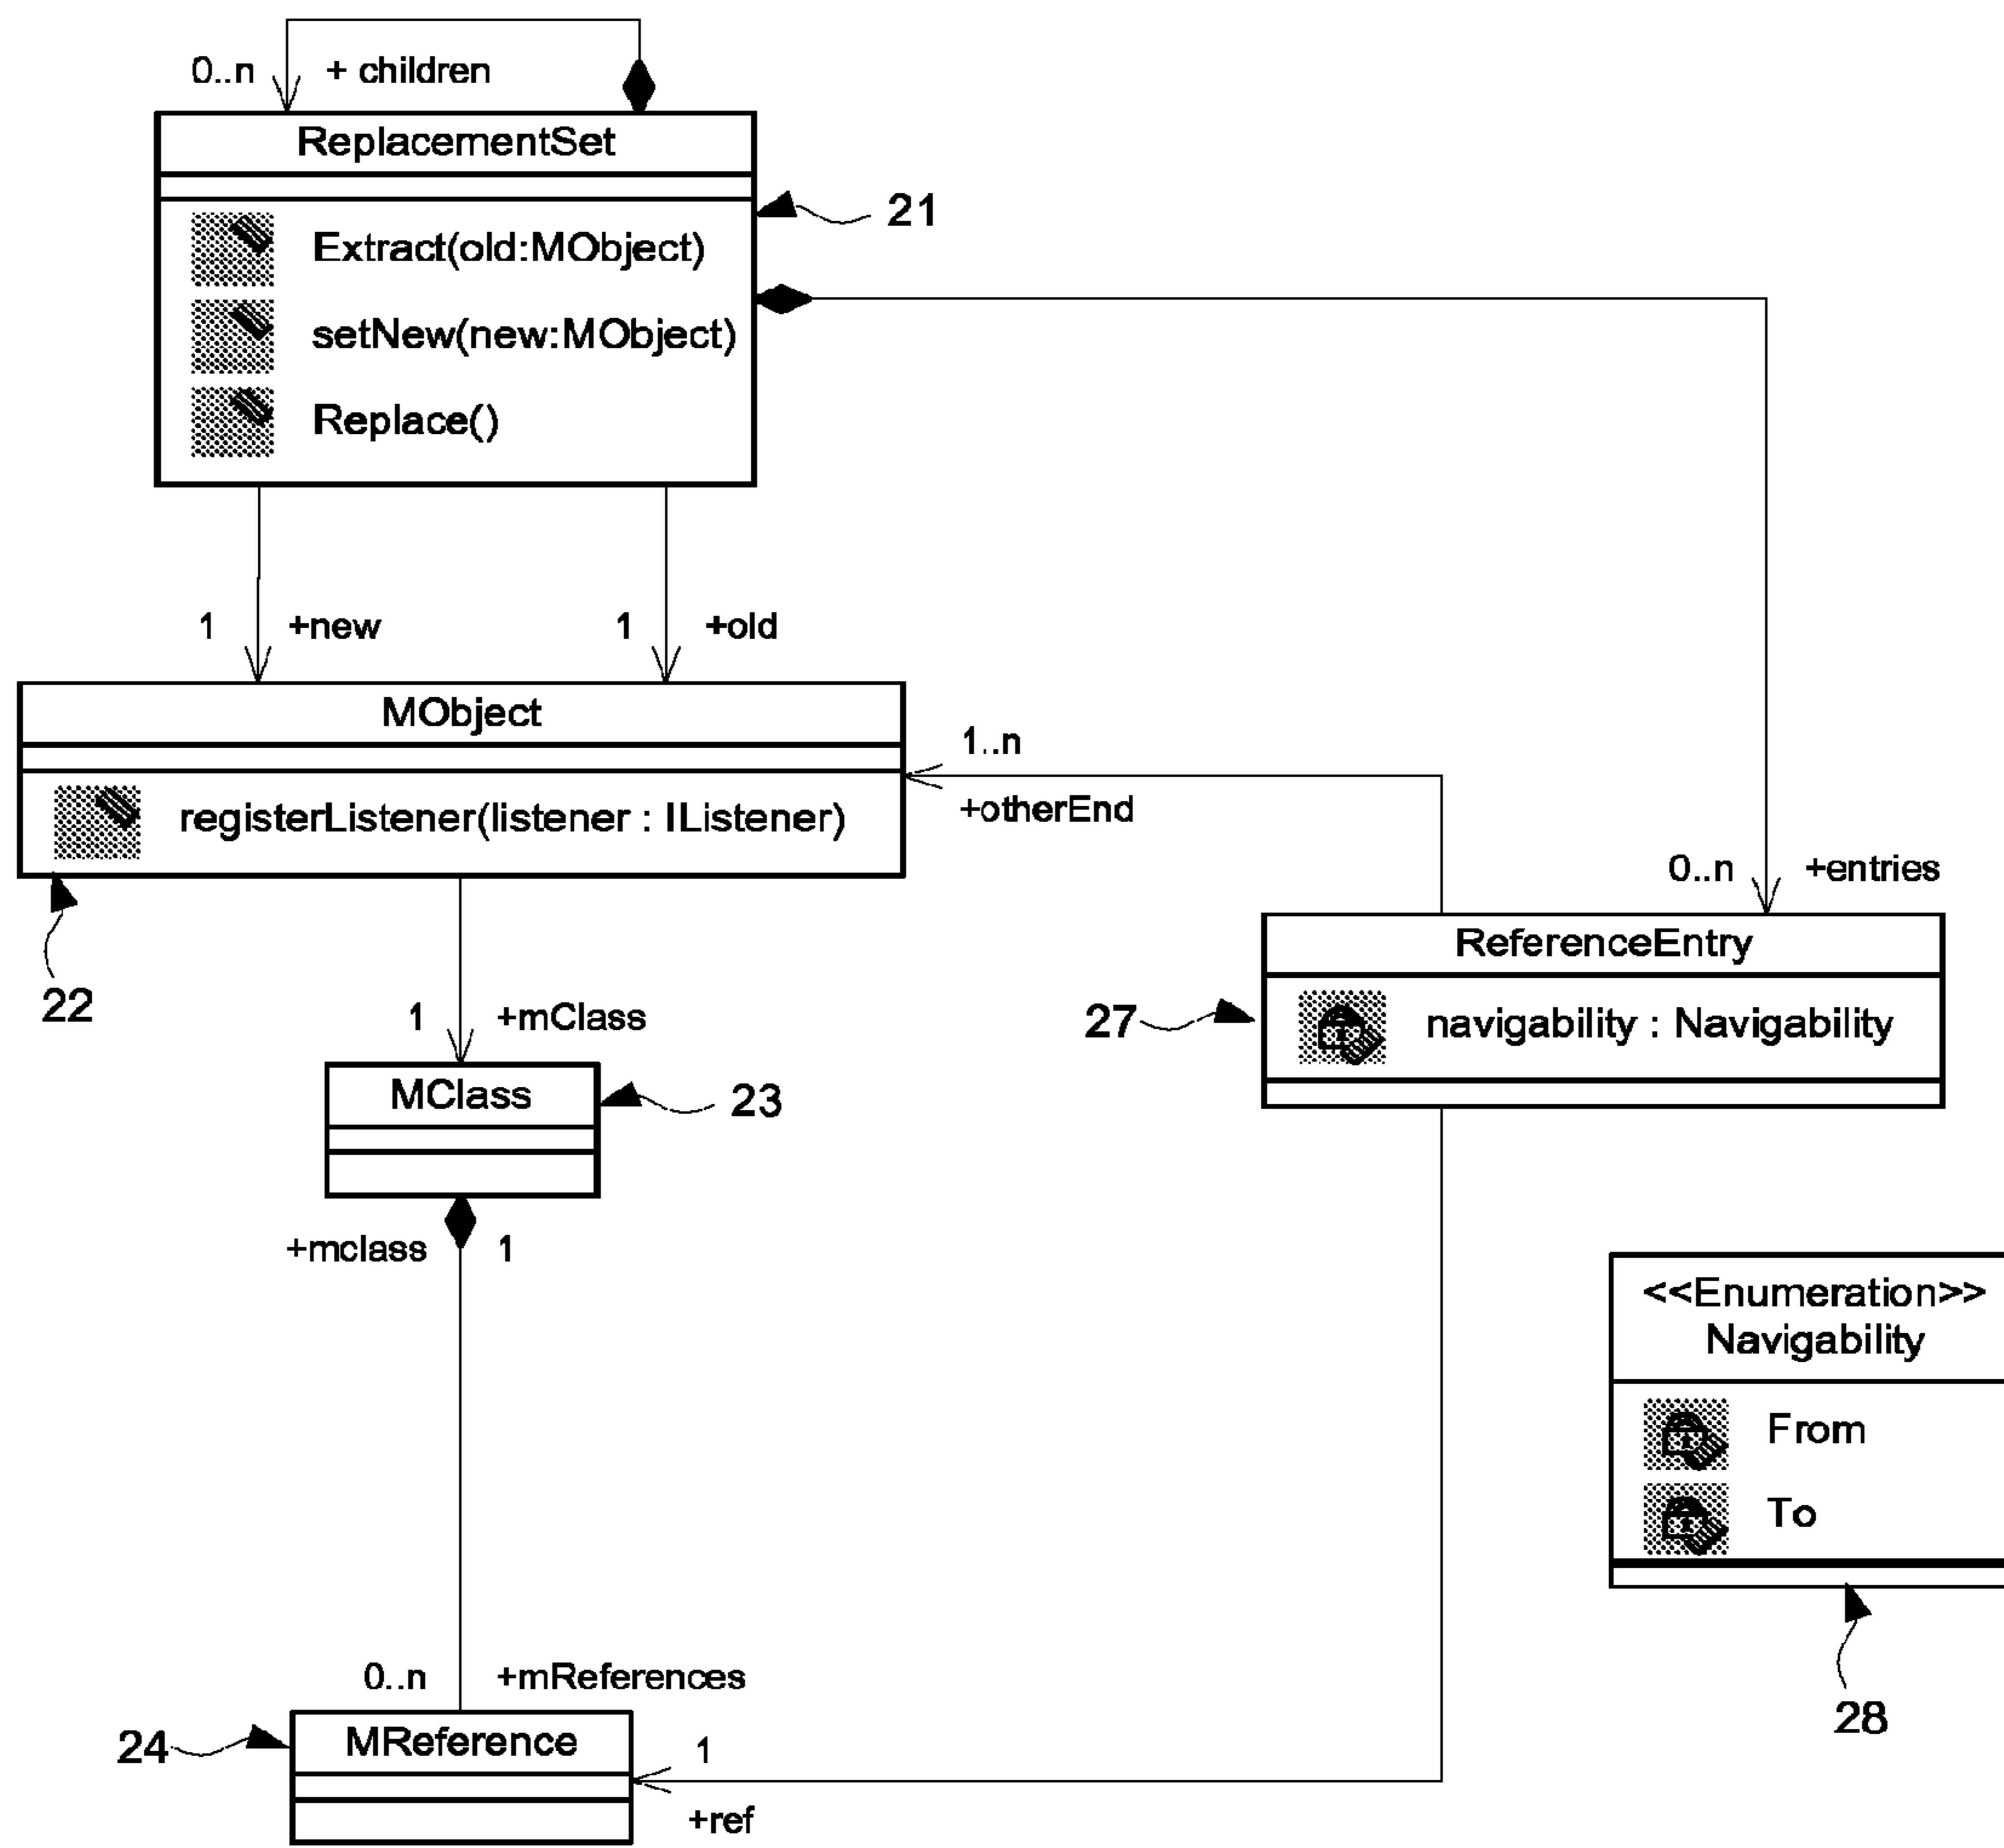 0..n + children
ReplacementSet
21
Extract(old:MObject)
setNew(new:MObject)
Replace()
1 +new 1 +old
MObject
1..n
registerListener(listener : IListener)
+otherEnd
0..n +entries
ReferenceEntry
22
1 +mClass
27
navigability : Navigability
MClass
23
+mclass 1
<<Enumeration>>
Navigability
From
To
0..n +mReferences
28
24
MReference
1
+ref